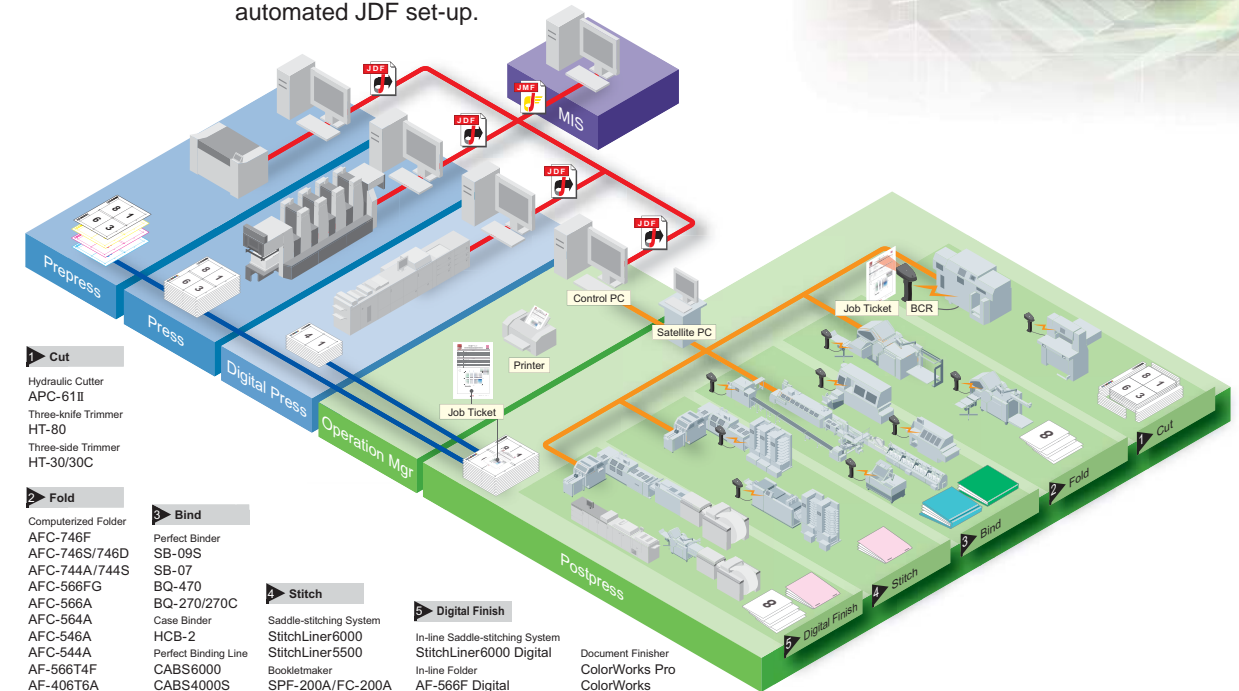 automated JDF set-up.
JDF
JMF
MIS
JDF
JDF
JDF
Prepress
Press
Digital Press
Operation Mgr
Postpress
Control PC
Satellite PC
Printer
Job Ticket
Job Ticket
BCR
1 Cut
2 Fold
3 Bind
4 Stitch
5 Digital Finish
1 Cut
Hydraulic Cutter
APC-61II
Three-knife Trimmer
HT-80
Three-side Trimmer
HT-30/30C
2 Fold
Computerized Folder
AFC-746F
AFC-746S/746D
AFC-744A/744S
AFC-566FG
AFC-566A
AFC-564A
AFC-546A
AFC-544A
AF-566T4F
AF-406T6A
3 Bind
Perfect Binder
SB-09S
SB-07
BQ-470
BQ-270/270C
Case Binder
HCB-2
Perfect Binding Line
CABS6000
CABS4000S
4 Stitch
Saddle-stitching System
StitchLiner6000
StitchLiner5500
Bookletmaker
SPF-200A/FC-200A
5 Digital Finish
In-line Saddle-stitching System
StitchLiner6000 Digital
In-line Folder
AF-566F Digital
Document Finisher
ColorWorks Pro
ColorWorks